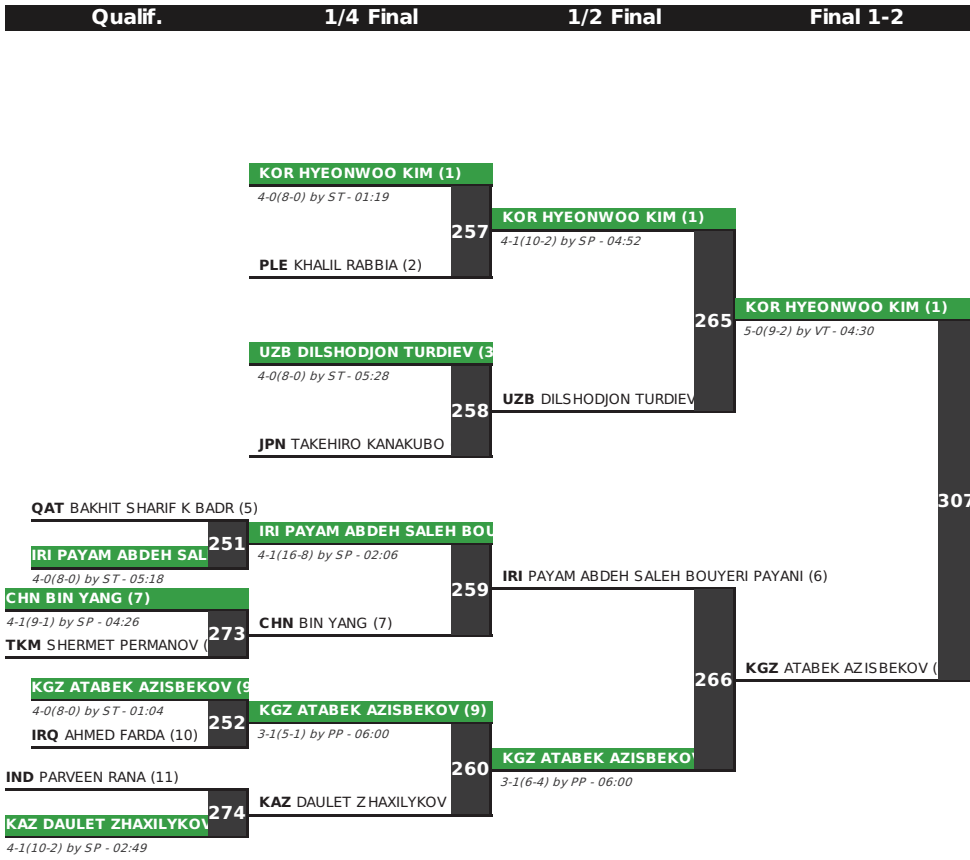 Qualif. 1/4 Final 1/2 Final Final 1-2
KOR HYEONWOO KIM (1)
4-0(8-0) by ST - 01:19
257
PLE KHALIL RABBIA (2)
KOR HYEONWOO KIM (1)
4-1(10-2) by SP - 04:52
265
KOR HYEONWOO KIM (1)
5-0(9-2) by VT - 04:30
UZB DILSHODJON TURDIEV (3
4-0(8-0) by ST - 05:28
258
UZB DILSHODJON TURDIEV
JPN TAKEHIRO KANAKUBO
307
QAT BAKHIT SHARIF K BADR (5)
251
IRI PAYAM ABDEH SAL
4-0(8-0) by ST - 05:18
IRI PAYAM ABDEH SALEH BOU
4-1(16-8) by SP - 02:06
259
IRI PAYAM ABDEH SALEH BOUYERI PAYANI (6)
CHN BIN YANG (7)
4-1(9-1) by SP - 04:26
273
TKM SHERMET PERMANOV (
CHN BIN YANG (7)
266
KGZ ATABEK AZISBEKOV (
KGZ ATABEK AZISBEKOV (9
4-0(8-0) by ST - 01:04
252
IRQ AHMED FARDA (10)
KGZ ATABEK AZISBEKOV (9)
3-1(5-1) by PP - 06:00
260
KGZ ATABEK AZISBEKOV
3-1(6-4) by PP - 06:00
IND PARVEEN RANA (11)
274
KAZ DAULET ZHAXILYKOV
4-1(10-2) by SP - 02:49
KAZ DAULET ZHAXILYKOV